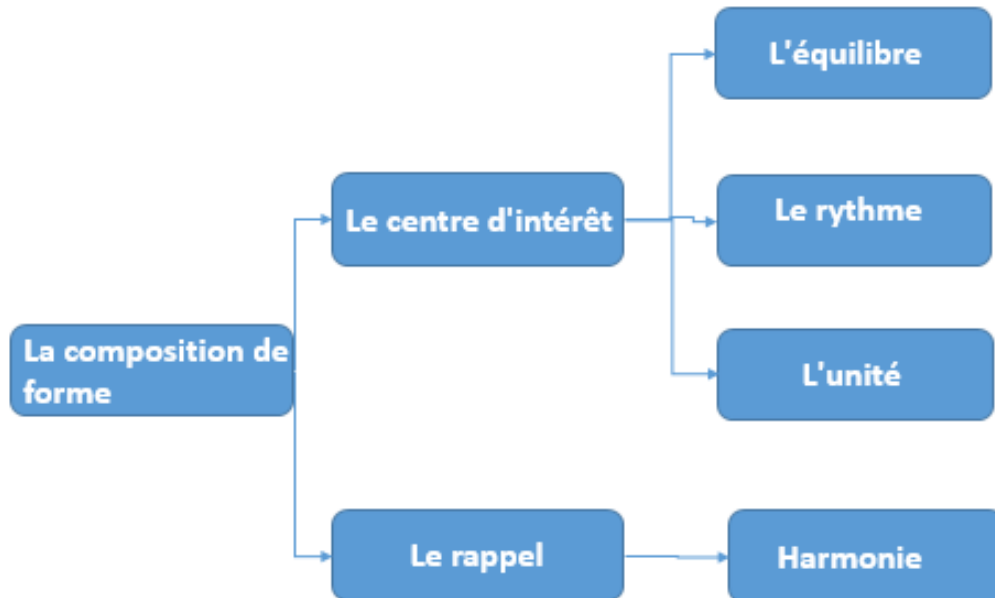 L'équilibre
Le centre d'intérêt
Le rythme
La composition de
forme
L'unité
Le rappel
Harmonie